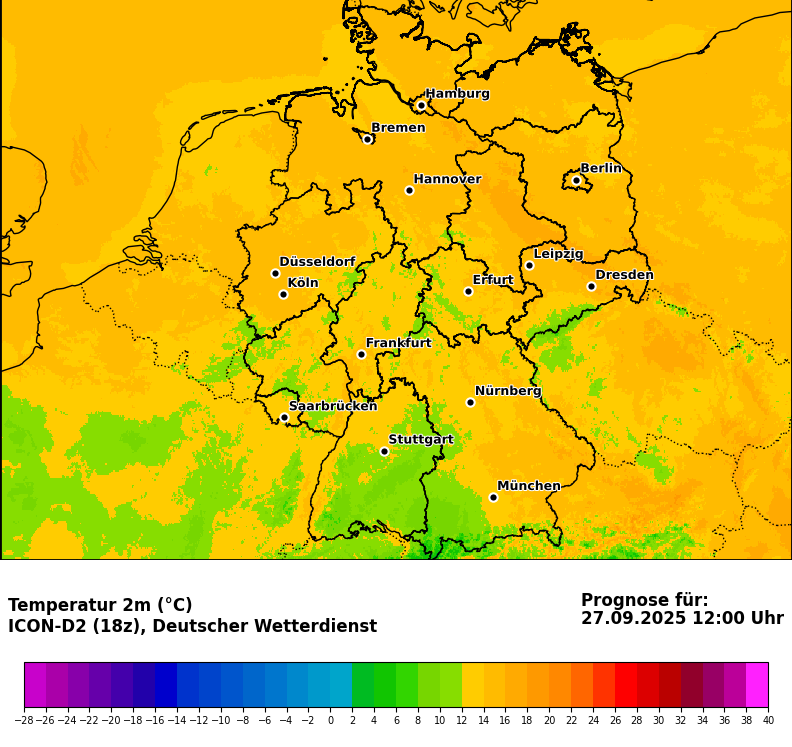 Hamburg
Bremen
Berlin
Hannover
Leipzig
Düsseldorf
Dresden
Erfurt
Köln
Frankfurt
Nürnberg
Saarbrücken
Stuttgart
München
Temperatur 2m (°C)
ICON-D2 (18z), Deutscher Wetterdienst
Prognose für:
27.09.2025 12:00 Uhr
−28 −26 −24 −22 −20 −18 −16 −14 −12 −10 −8 −6 −4 −2 0 2 4 6 8 10 12 14 16 18 20 22 24 26 28 30 32 34 36 38 40